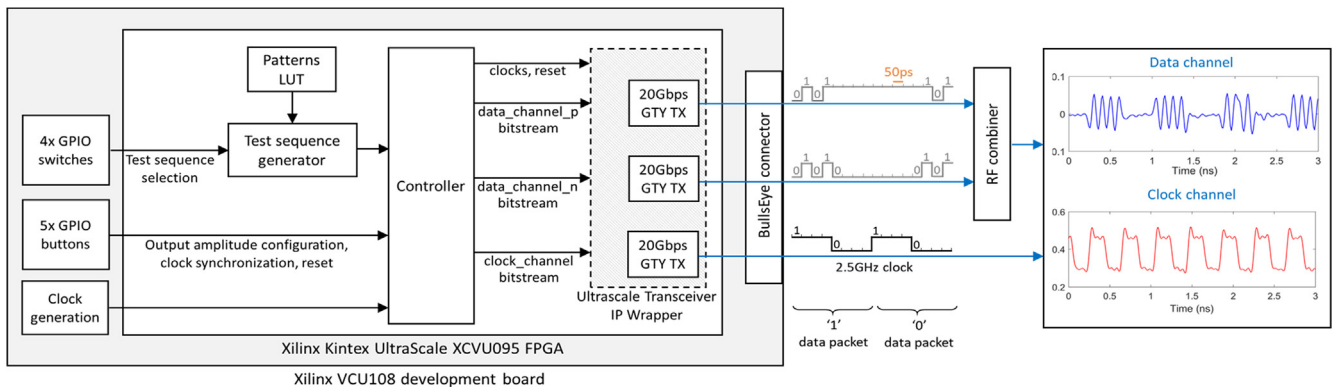 Patterns
LUT
4x GPIO
switches
Test sequence
selection
Test sequence
generator
5x GPIO
buttons
Output amplitude configuration,
clock synchronization, reset
Clock
generation
Controller
clocks, reset
data_channel_p
bitstream
data_channel_n
bitstream
clock_channel
bitstream
20Gbps
GTY TX
20Gbps
GTY TX
20Gbps
GTY TX
Ultrascale Transceiver
IP Wrapper
Xilinx Kintex UltraScale XCVU095 FPGA
Xilinx VCU108 development board
BullsEye connector
50ps
1 1 1 1
0 0 0
1 1 1 1
0 0 0 0 0
1 1
0 0
2.5GHz clock
'1'
data packet
'0'
data packet
RF combiner
Data channel
0.1
0
0.1
0 0.5 1 1.5 2 2.5 3
Time (ns)
Clock channel
0.6
0.4
0.2
0 0.5 1 1.5 2 2.5 3
Time (ns)